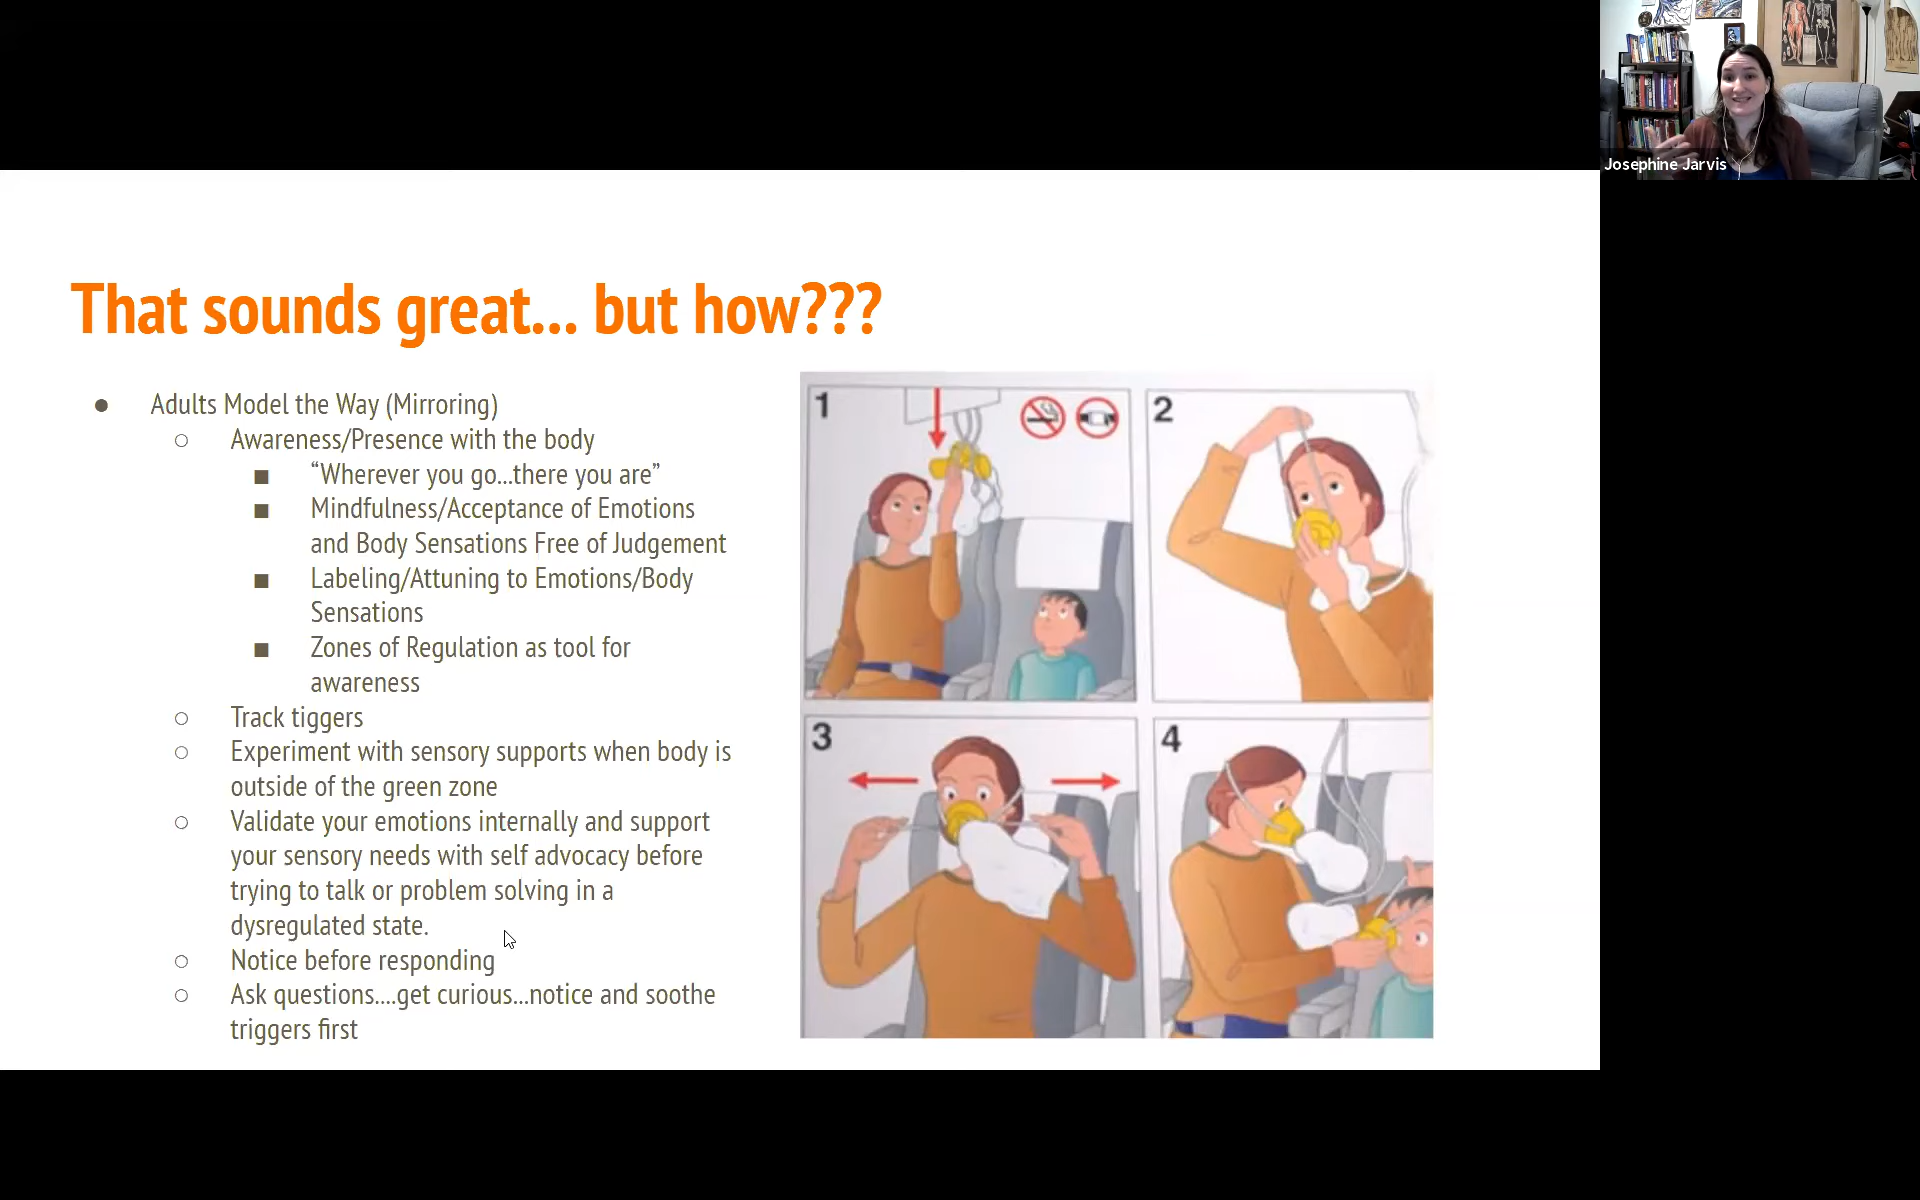 Josephine Jarvis
That sounds great... but how???
● Adults Model the Way (Mirroring)
○ Awareness/Presence with the body
■ “Wherever you go...there you are”
■ Mindfulness/Acceptance of Emotions
and Body Sensations Free of Judgement
■ Labeling/Attuning to Emotions/Body
Sensations
■ Zones of Regulation as tool for
awareness
○ Track tiggers
○ Experiment with sensory supports when body is
outside of the green zone
○ Validate your emotions internally and support
your sensory needs with self advocacy before
trying to talk or problem solving in a
dysregulated state.
○ Notice before responding
○ Ask questions....get curious...notice and soothe
triggers first
1
2
3
4